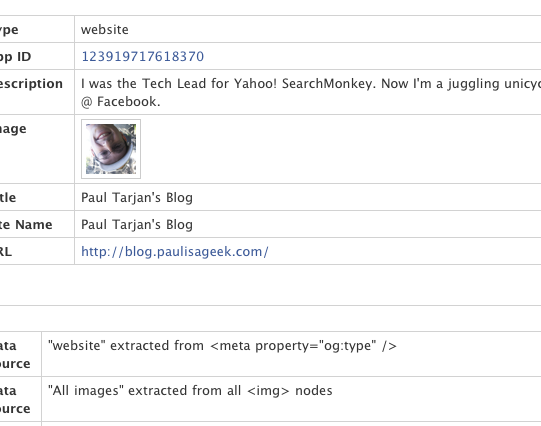 ype website
pp ID 123919717618370
escription I was the Tech Lead for Yahoo! SearchMonkey. Now I'm a juggling unicyc
@ Facebook.
nage
tle Paul Tarjan's Blog
te Name Paul Tarjan's Blog
RL http://blog.paulisageek.com/
ata "website" extracted from <meta property="og:type" />
ource
ata "All images" extracted from all <img> nodes
ource